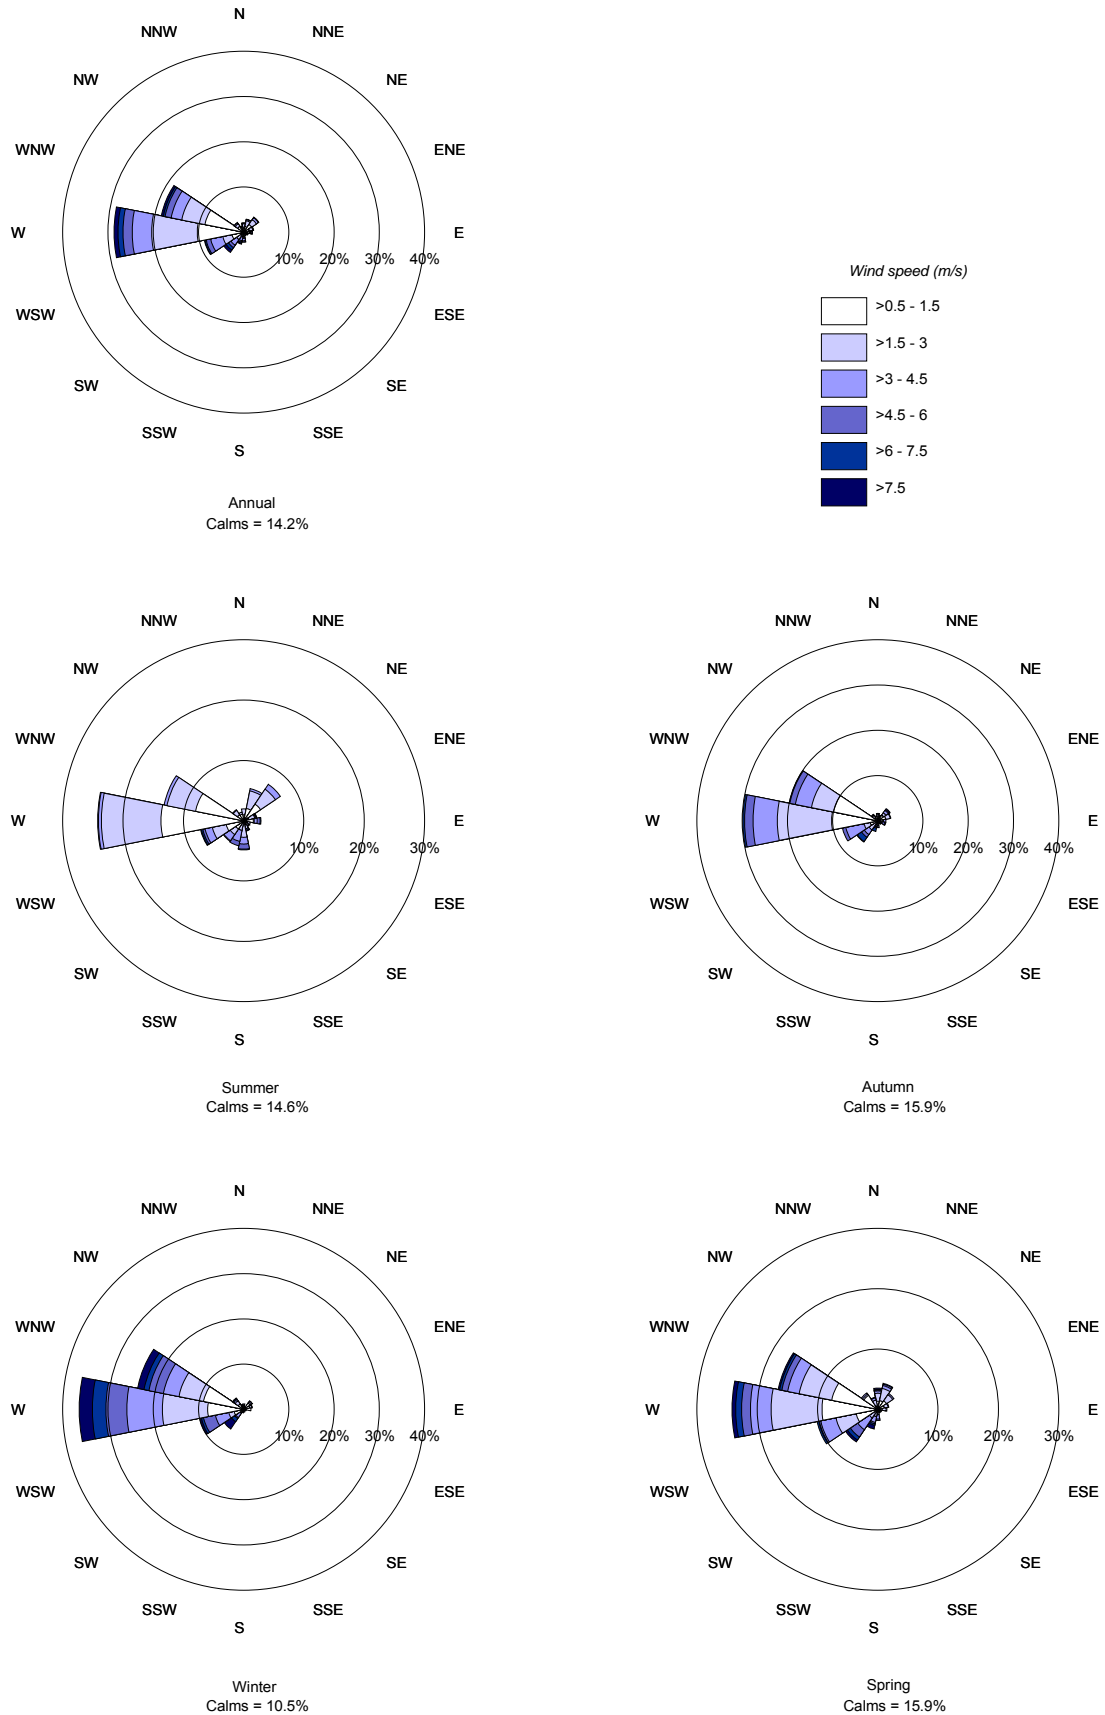 N
NNW NNE
NW NE
WNW ENE
W E
10% 20% 30% 40%
WSW ESE
SW SE
SSW SSE
S
Annual
Calms = 14.2%
Wind speed (m/s)
>0.5 - 1.5
>1.5 - 3
>3 - 4.5
>4.5 - 6
>6 - 7.5
>7.5
N
NNW NNE
NW NE
WNW ENE
W E
10% 20% 30%
WSW ESE
SW SE
SSW SSE
S
Summer
Calms = 14.6%
N
NNW NNE
NW NE
WNW ENE
W E
10% 20% 30% 40%
WSW ESE
SW SE
SSW SSE
S
Autumn
Calms = 15.9%
N
NNW NNE
NW NE
WNW ENE
W E
10% 20% 30% 40%
WSW ESE
SW SE
SSW SSE
S
Winter
Calms = 10.5%
N
NNW NNE
NW NE
WNW ENE
W E
10% 20% 30%
WSW ESE
SW SE
SSW SSE
S
Spring
Calms = 15.9%